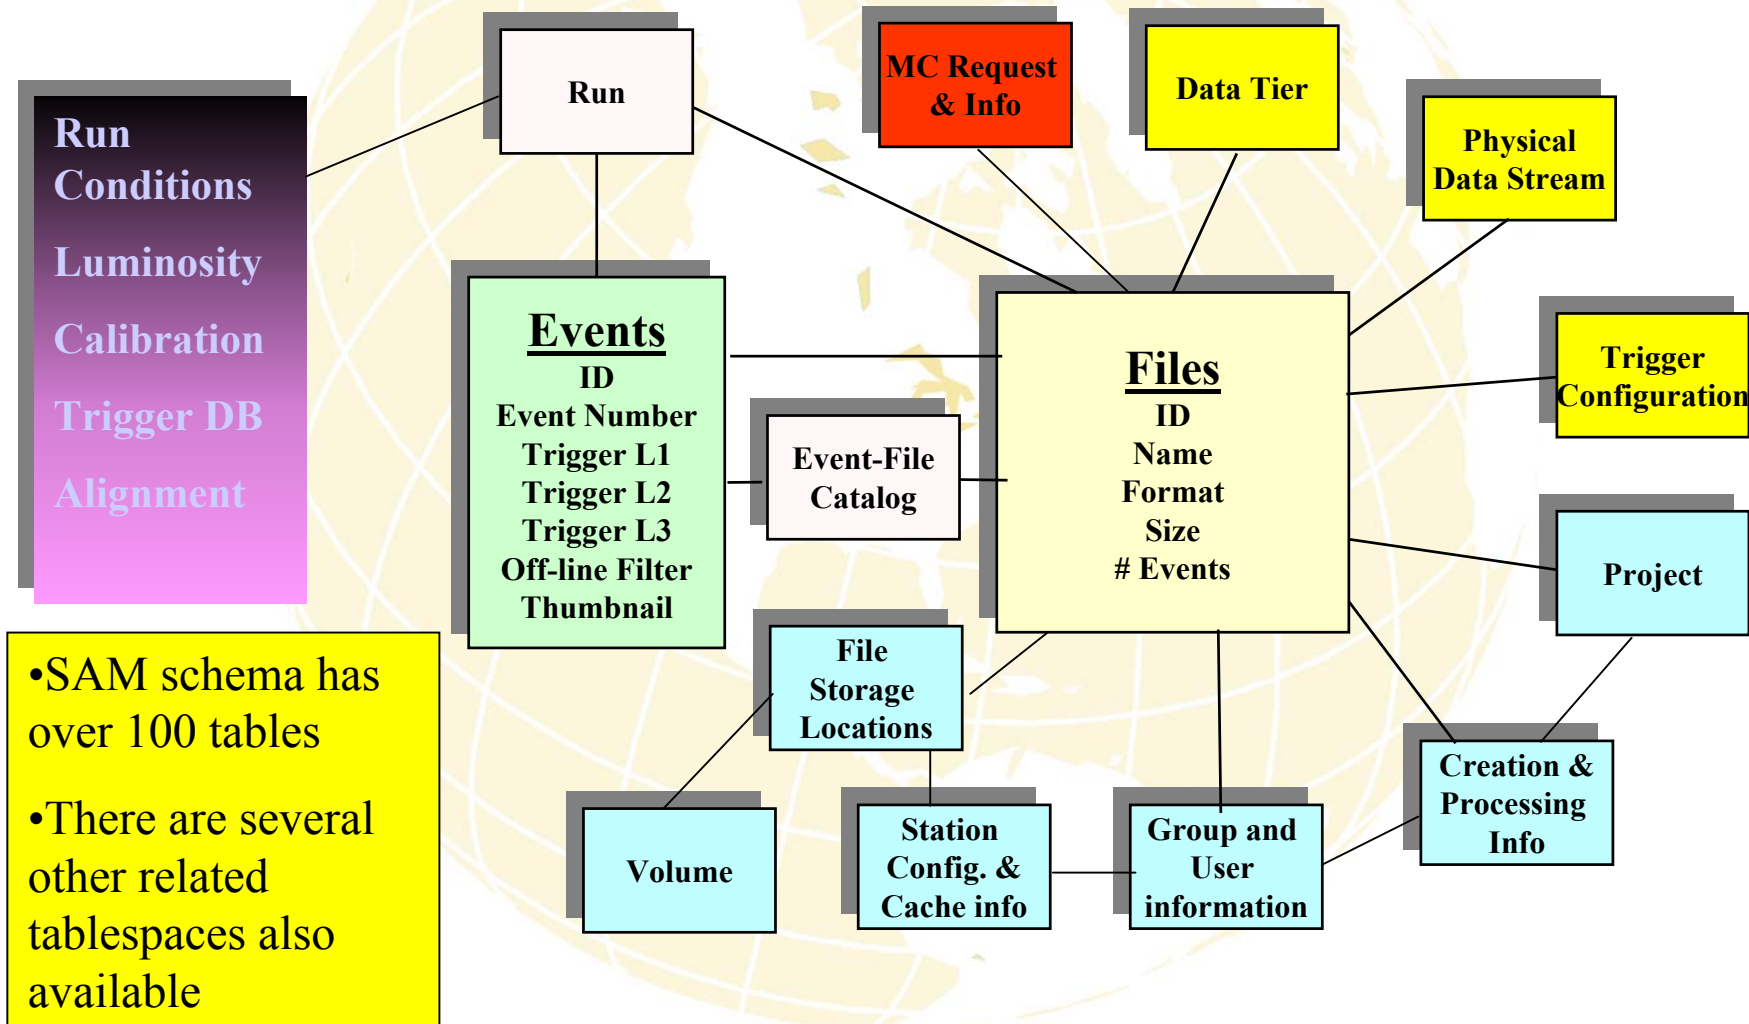 Run
MC Request
& Info
Data Tier
Physical
Data Stream
Run
Conditions
Luminosity
Calibration
Trigger DB
Alignment
Events
ID
Event Number
Trigger L1
Trigger L2
Trigger L3
Off-line Filter
Thumbnail
Event-File
Catalog
Files
ID
Name
Format
Size
# Events
Trigger
Configuration
Project
File
Storage
Locations
Creation &
Processing
Info
Volume
Station
Config. &
Cache info
Group and
User
information
•SAM schema has
over 100 tables
•There are several
other related
tablespaces also
available